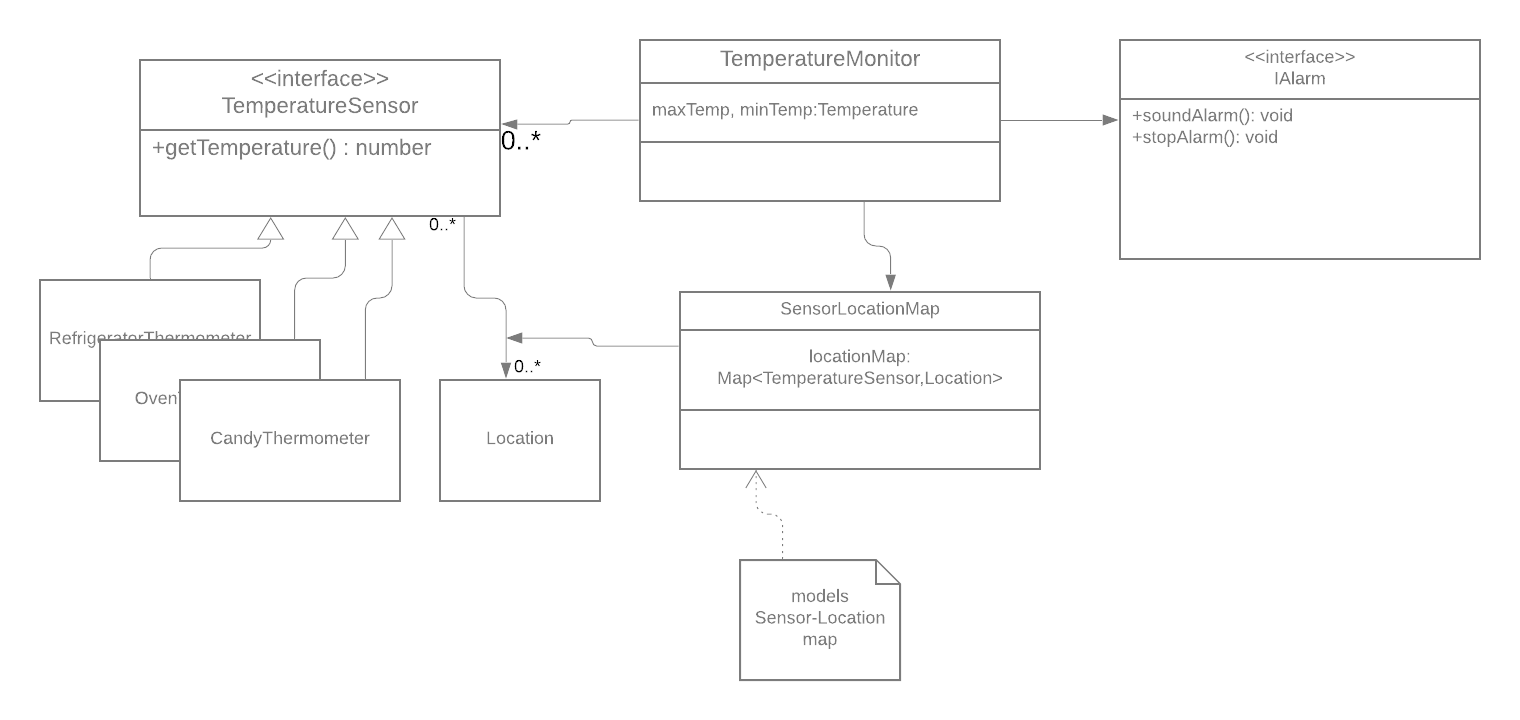 <<interface>>
TemperatureSensor
+getTemperature() : number
0..*
TemperatureMonitor
maxTemp, minTemp:Temperature
<<interface>>
IAlarm
+soundAlarm(): void
+stopAlarm(): void
0..*
RefrigeratorThermometer
Oven
CandyThermometer
0..*
Location
SensorLocationMap
locationMap:
Map<TemperatureSensor,Location>
models
Sensor-Location
map